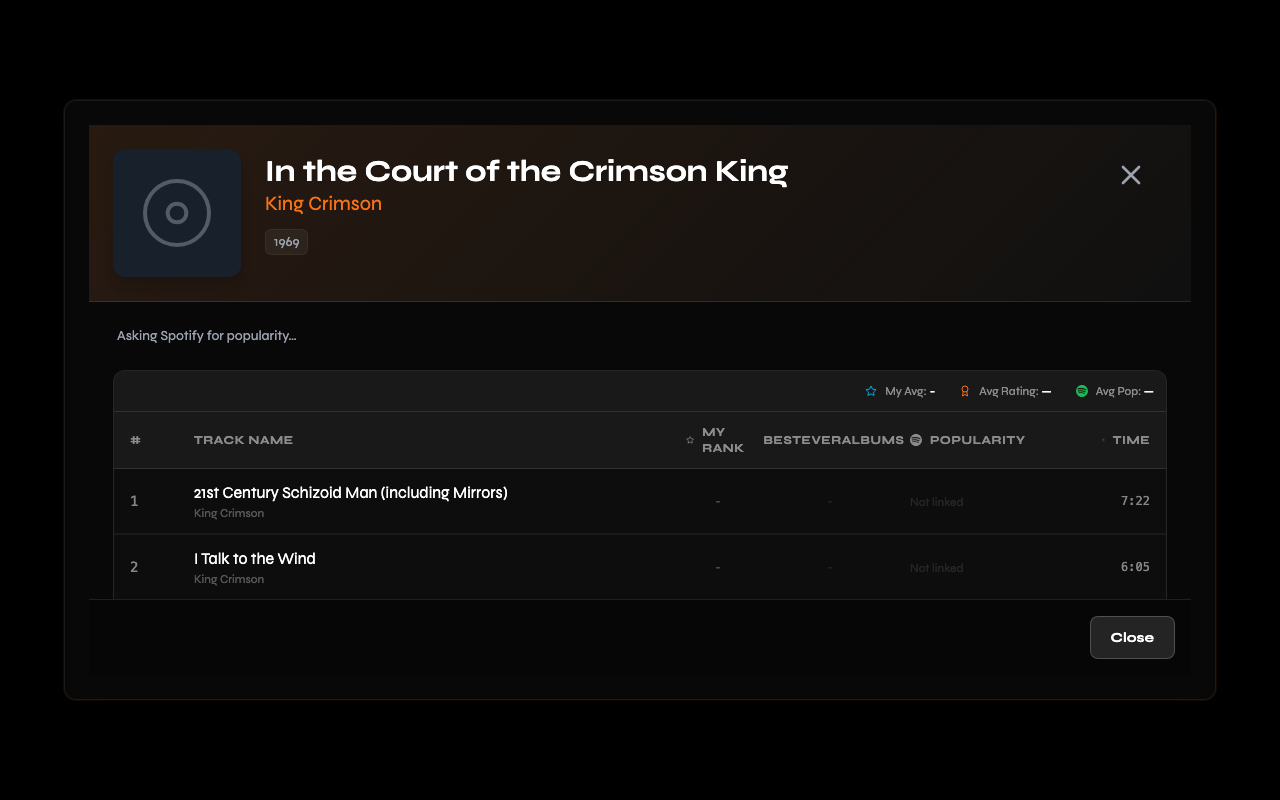 In the Court of the Crimson King
King Crimson
1969
Asking Spotify for popularity…
My Avg: - Avg Rating: — Avg Pop: —
# TRACK NAME MY RANK BESTEVERALBUMS POPULARITY TIME
1 21st Century Schizoid Man (including Mirrors) - - Not linked 7:22
King Crimson
2 I Talk to the Wind - - Not linked 6:05
King Crimson
Close